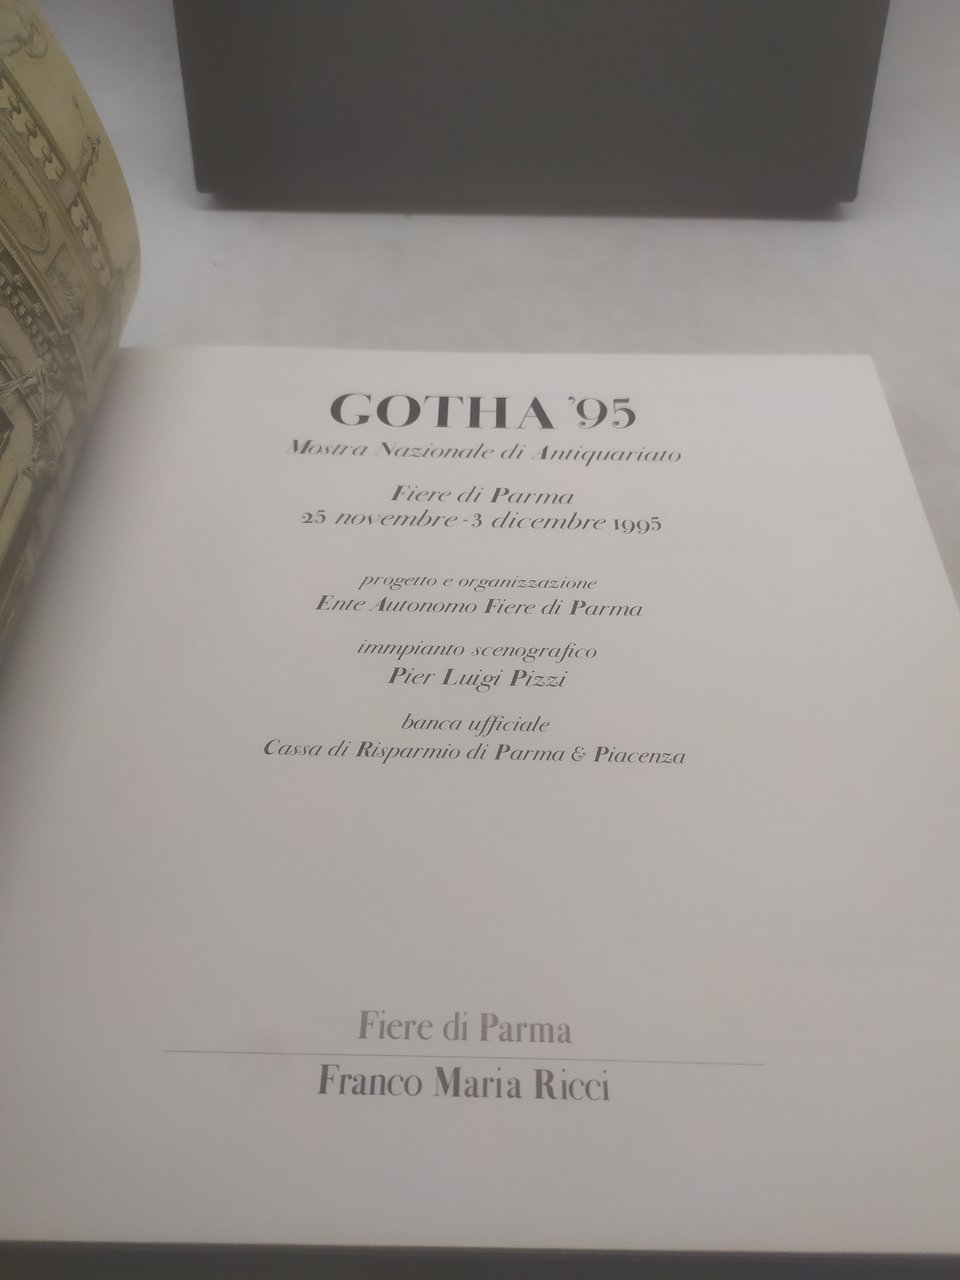 GOTHA '95
Mostra Nazionale di Antiquariato
Fiere di Parma
25 novembre - 3 dicembre 1995
progetto e organizzazione
Ente Autonomo Fiere di Parma
immpianto scenografico
Pier Luigi Pizzi
banca ufficiale
Cassa di Risparmio di Parma & Piacenza
Fiere di Parma
Franco Maria Ricci